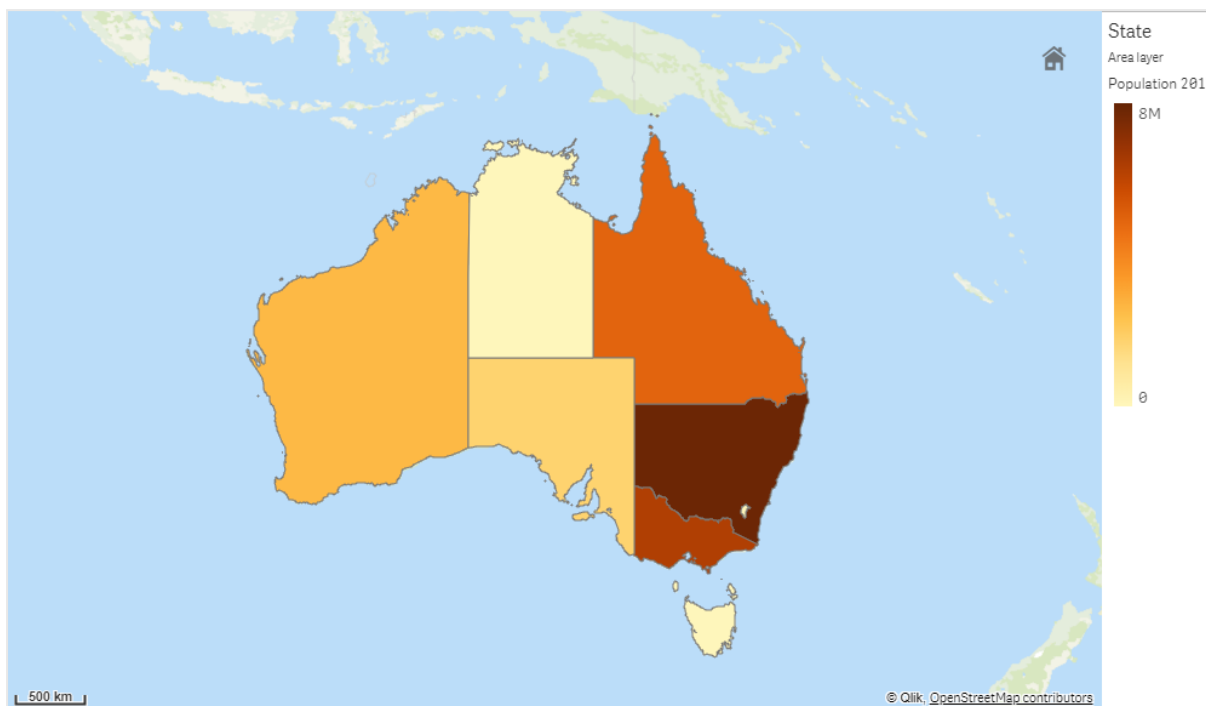 State
Area layer
Population 201
8M
0
500 km
© Qlik, OpenStreetMap contributors